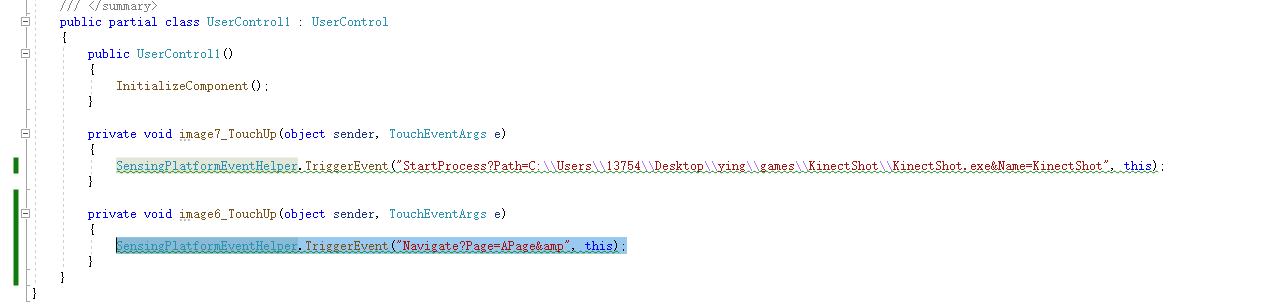 /// </summary>
public partial class UserControl1 : UserControl
{
public UserControl1()
{
InitializeComponent();
}
private void image7_TouchUp(object sender, TouchEventArgs e)
{
SensingPlatformEventHelper.TriggerEvent("StartProcess?Path=C:\\Users\\13754\\Desktop\\ying\\games\\KinectShot\\KinectShot.exe&Name=KinectShot", this);
}
private void image6_TouchUp(object sender, TouchEventArgs e)
{
SensingPlatformEventHelper.TriggerEvent("Navigate?Page=APage&amp", this);
}
}
}